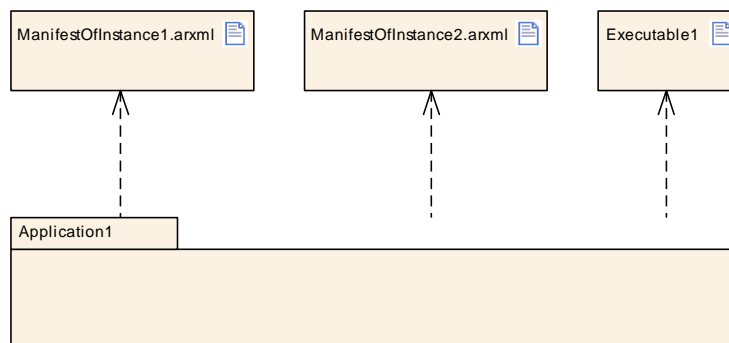 ManifestOfInstance1.arxml
ManifestOfInstance2.arxml
Executable1
Application1